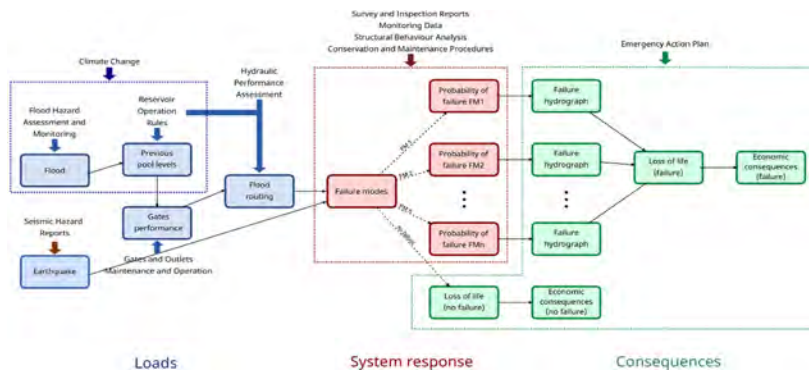 Survey and Inspection Reports
Monitoring Data
Structural Behaviour Analysis
Conservation and Maintenance Procedures
Emergency Action Plan
Climate Change
Hydraulic
Performance
Assessment
Flood Hazard
Assessment and
Monitoring
Reservoir
Operation
Rules
Flood
Previous
pool levels
Gates
performance
Flood
routing
Seismic Hazard
Reports
Earthquake
Gates and Outlets
Maintenance and Operation
Failure modes
FM1
Probability of
failure FM1
Probability of
failure FM2
Probability of
failure FMn
Failure
hydrograph
Failure
hydrograph
Failure
hydrograph
Loss of life
(failure)
Economic
consequences
(failure)
Loss of life
(no failure)
Economic
consequences
(no failure)
Loads
System response
Consequences